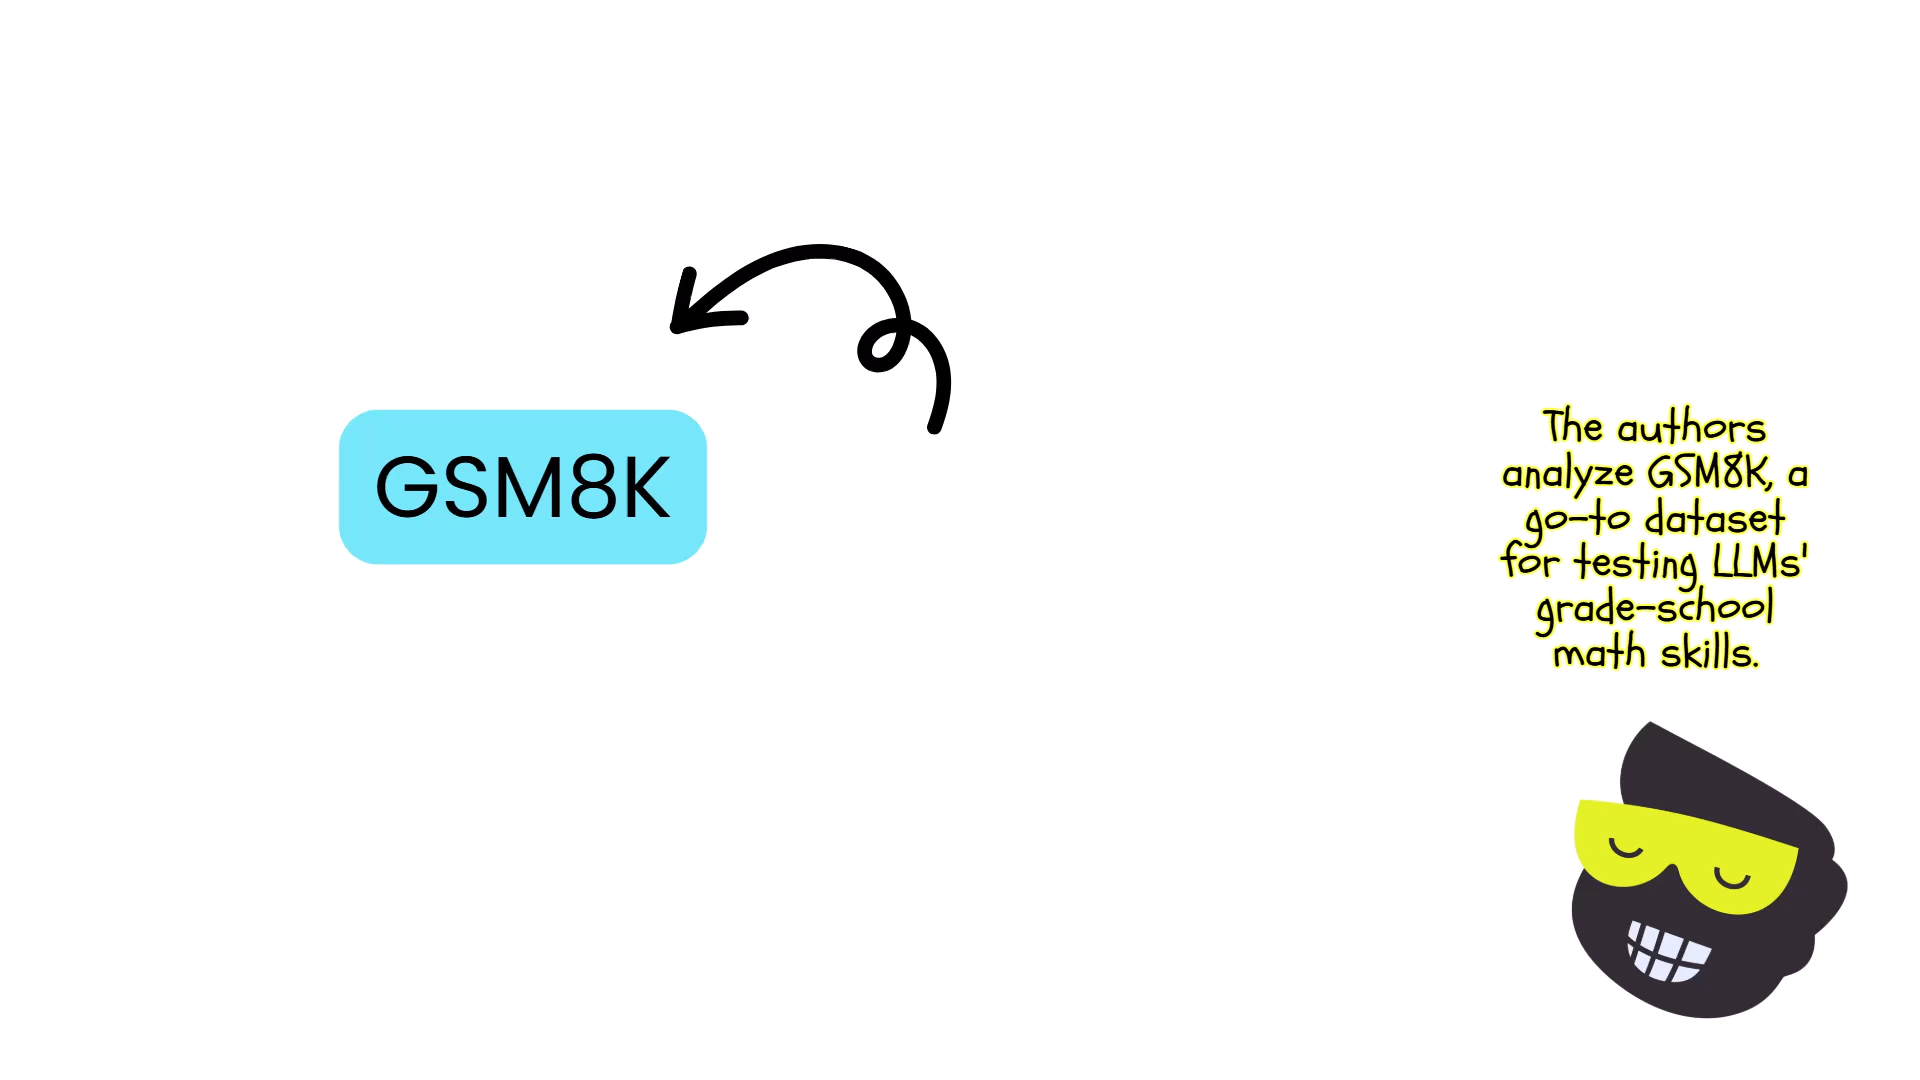 GSM8K
The authors
analyze GSM8K, a
go-to dataset
for testing LLMs'
grade-school
math skills.